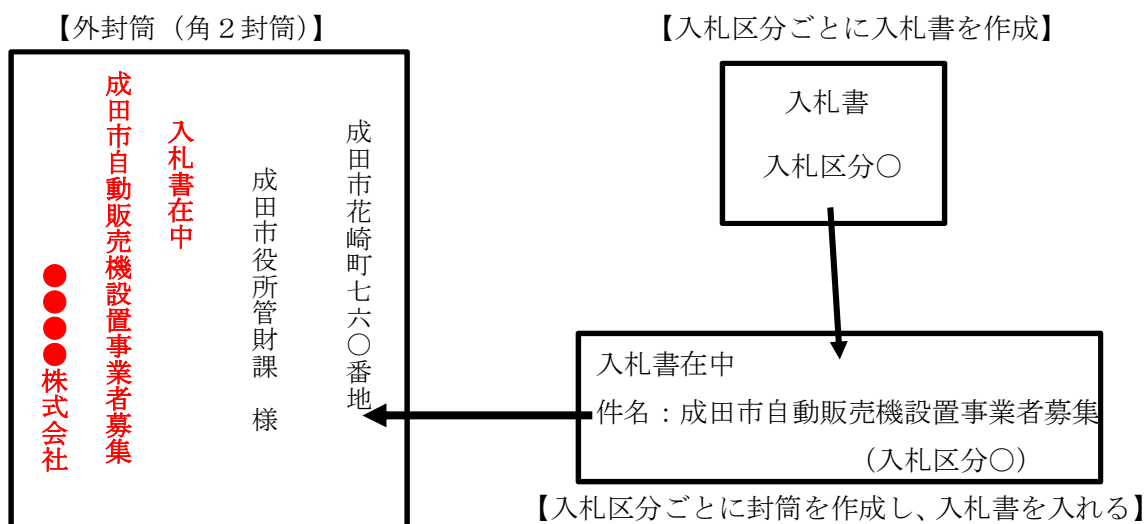 【外封筒（角２封筒）】
成田市花崎町七六〇番地
成田市役所管財課　様
入札書在中
成田市自動販売機設置事業者募集
●●●●株式会社
【入札区分ごとに入札書を作成】
入札書
入札区分○
入札書在中
件名：成田市自動販売機設置事業者募集
（入札区分○）
【入札区分ごとに封筒を作成し、入札書を入れる】